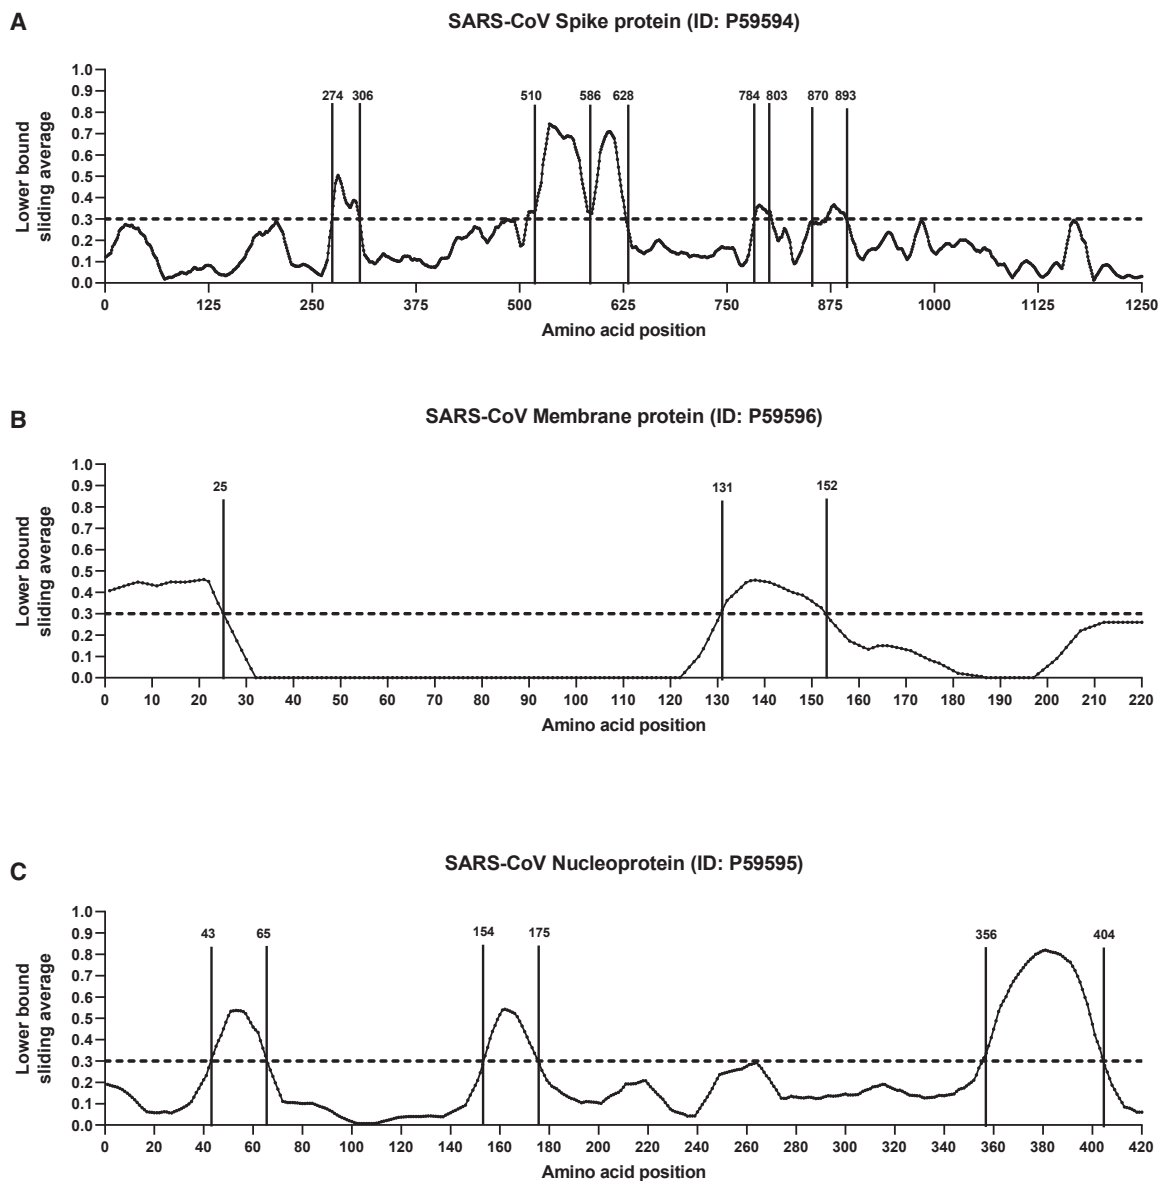 A
SARS-CoV Spike protein (ID: P59594)
Lower bound
sliding average
1.0
0.9
0.8
0.7
0.6
0.5
0.4
0.3
0.2
0.1
0.0
274 306 510 586 628 784 803 870 893
0 125 250 375 500 625 750 875 1000 1125 1250
Amino acid position
B
SARS-CoV Membrane protein (ID: P59596)
Lower bound
sliding average
1.0
0.9
0.8
0.7
0.6
0.5
0.4
0.3
0.2
0.1
0.0
25 131 152
0 10 20 30 40 50 60 70 80 90 100 110 120 130 140 150 160 170 180 190 200 210 220
Amino acid position
C
SARS-CoV Nucleoprotein (ID: P59595)
Lower bound
sliding average
1.0
0.9
0.8
0.7
0.6
0.5
0.4
0.3
0.2
0.1
0.0
43 65 154 175 356 404
0 20 40 60 80 100 120 140 160 180 200 220 240 260 280 300 320 340 360 380 400 420
Amino acid position